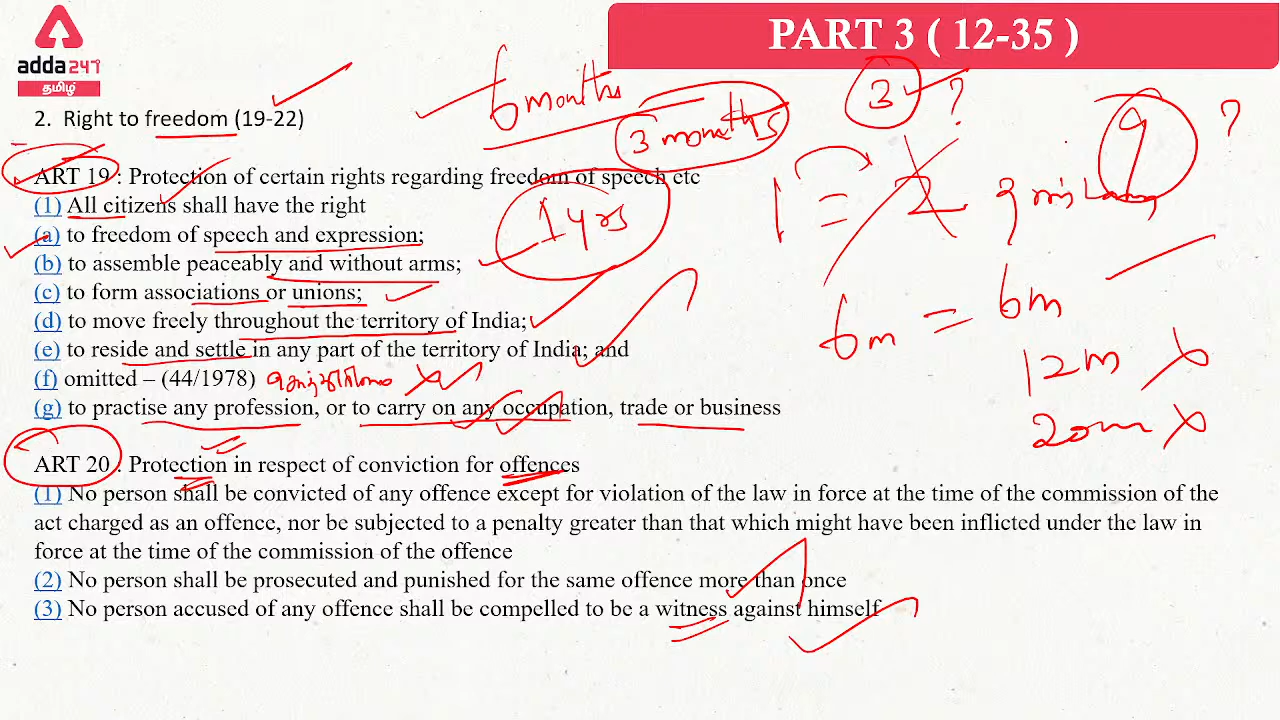 adda247
தமிழ்
PART 3 ( 12-35 )
6 months
3 months
3 ?
9 ?
2. Right to freedom (19-22)
ART 19 : Protection of certain rights regarding freedom of speech etc
(1) All citizens shall have the right
(a) to freedom of speech and expression;
(b) to assemble peaceably and without arms;
(c) to form associations or unions;
(d) to move freely throughout the territory of India;
(e) to reside and settle in any part of the territory of India; and
(f) omitted – (44/1978)
(g) to practise any profession, or to carry on any occupation, trade or business
1 yrs
1 = 2
6m = 6m
12m x
20m x
ART 20 : Protection in respect of conviction for offences
(1) No person shall be convicted of any offence except for violation of the law in force at the time of the commission of the
act charged as an offence, nor be subjected to a penalty greater than that which might have been inflicted under the law in
force at the time of the commission of the offence
(2) No person shall be prosecuted and punished for the same offence more than once
(3) No person accused of any offence shall be compelled to be a witness against himself